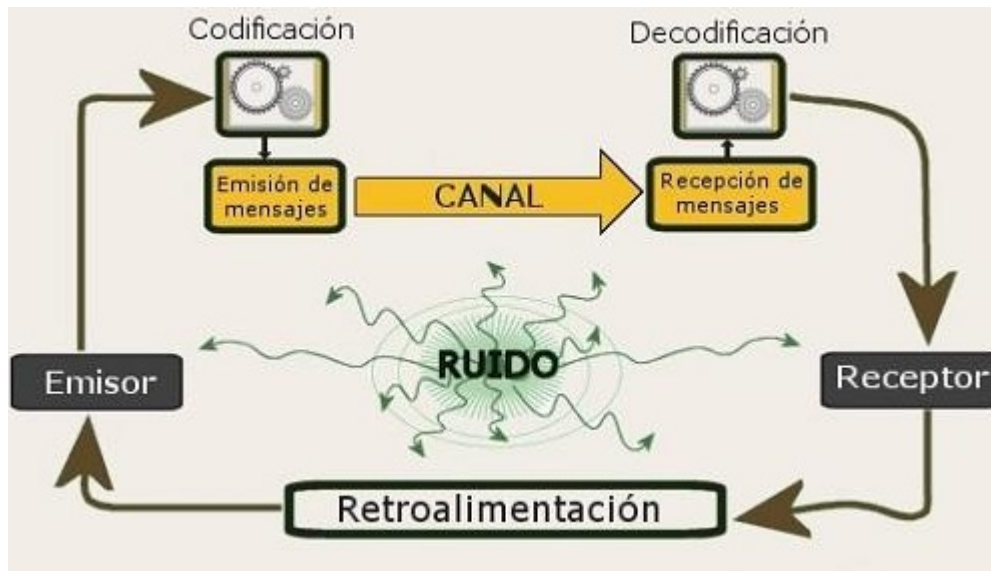 Codificación
Decodificación
Emisión de
mensajes
CANAL
Recepción de
mensajes
RUIDO
Emisor
Receptor
Retroalimentación